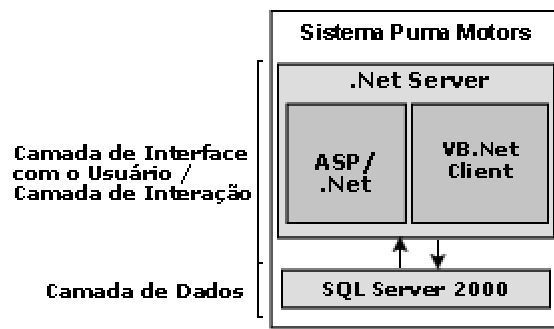 Sistema Puma Motors
.Net Server
ASP/
.Net
VB.Net
Client
Camada de Interface
com o Usuário /
Camada de Interação
Camada de Dados
SQL Server 2000